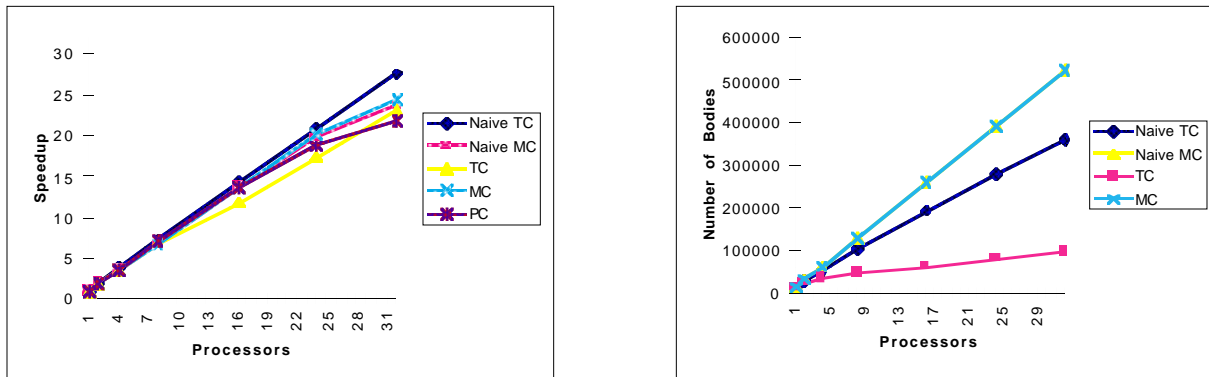 30
25
20
15
10
5
0
Speedup
1
4
7
10
13
16
19
22
25
28
31
Processors
Naive TC
Naive MC
TC
MC
PC
600000
500000
400000
300000
200000
100000
0
Number of Bodies
1
5
9
13
17
21
25
29
Processors
Naive TC
Naive MC
TC
MC